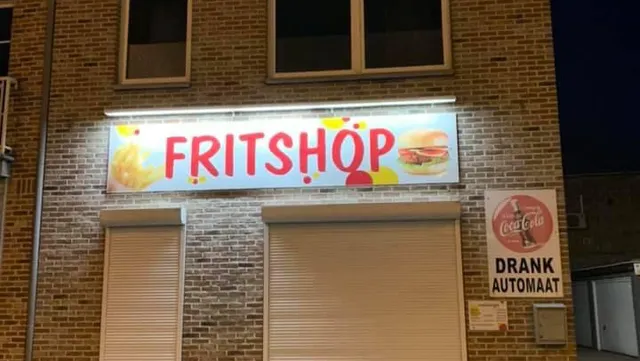 FRITSHOP
Coca-Cola
DRANK
AUTOMAAT